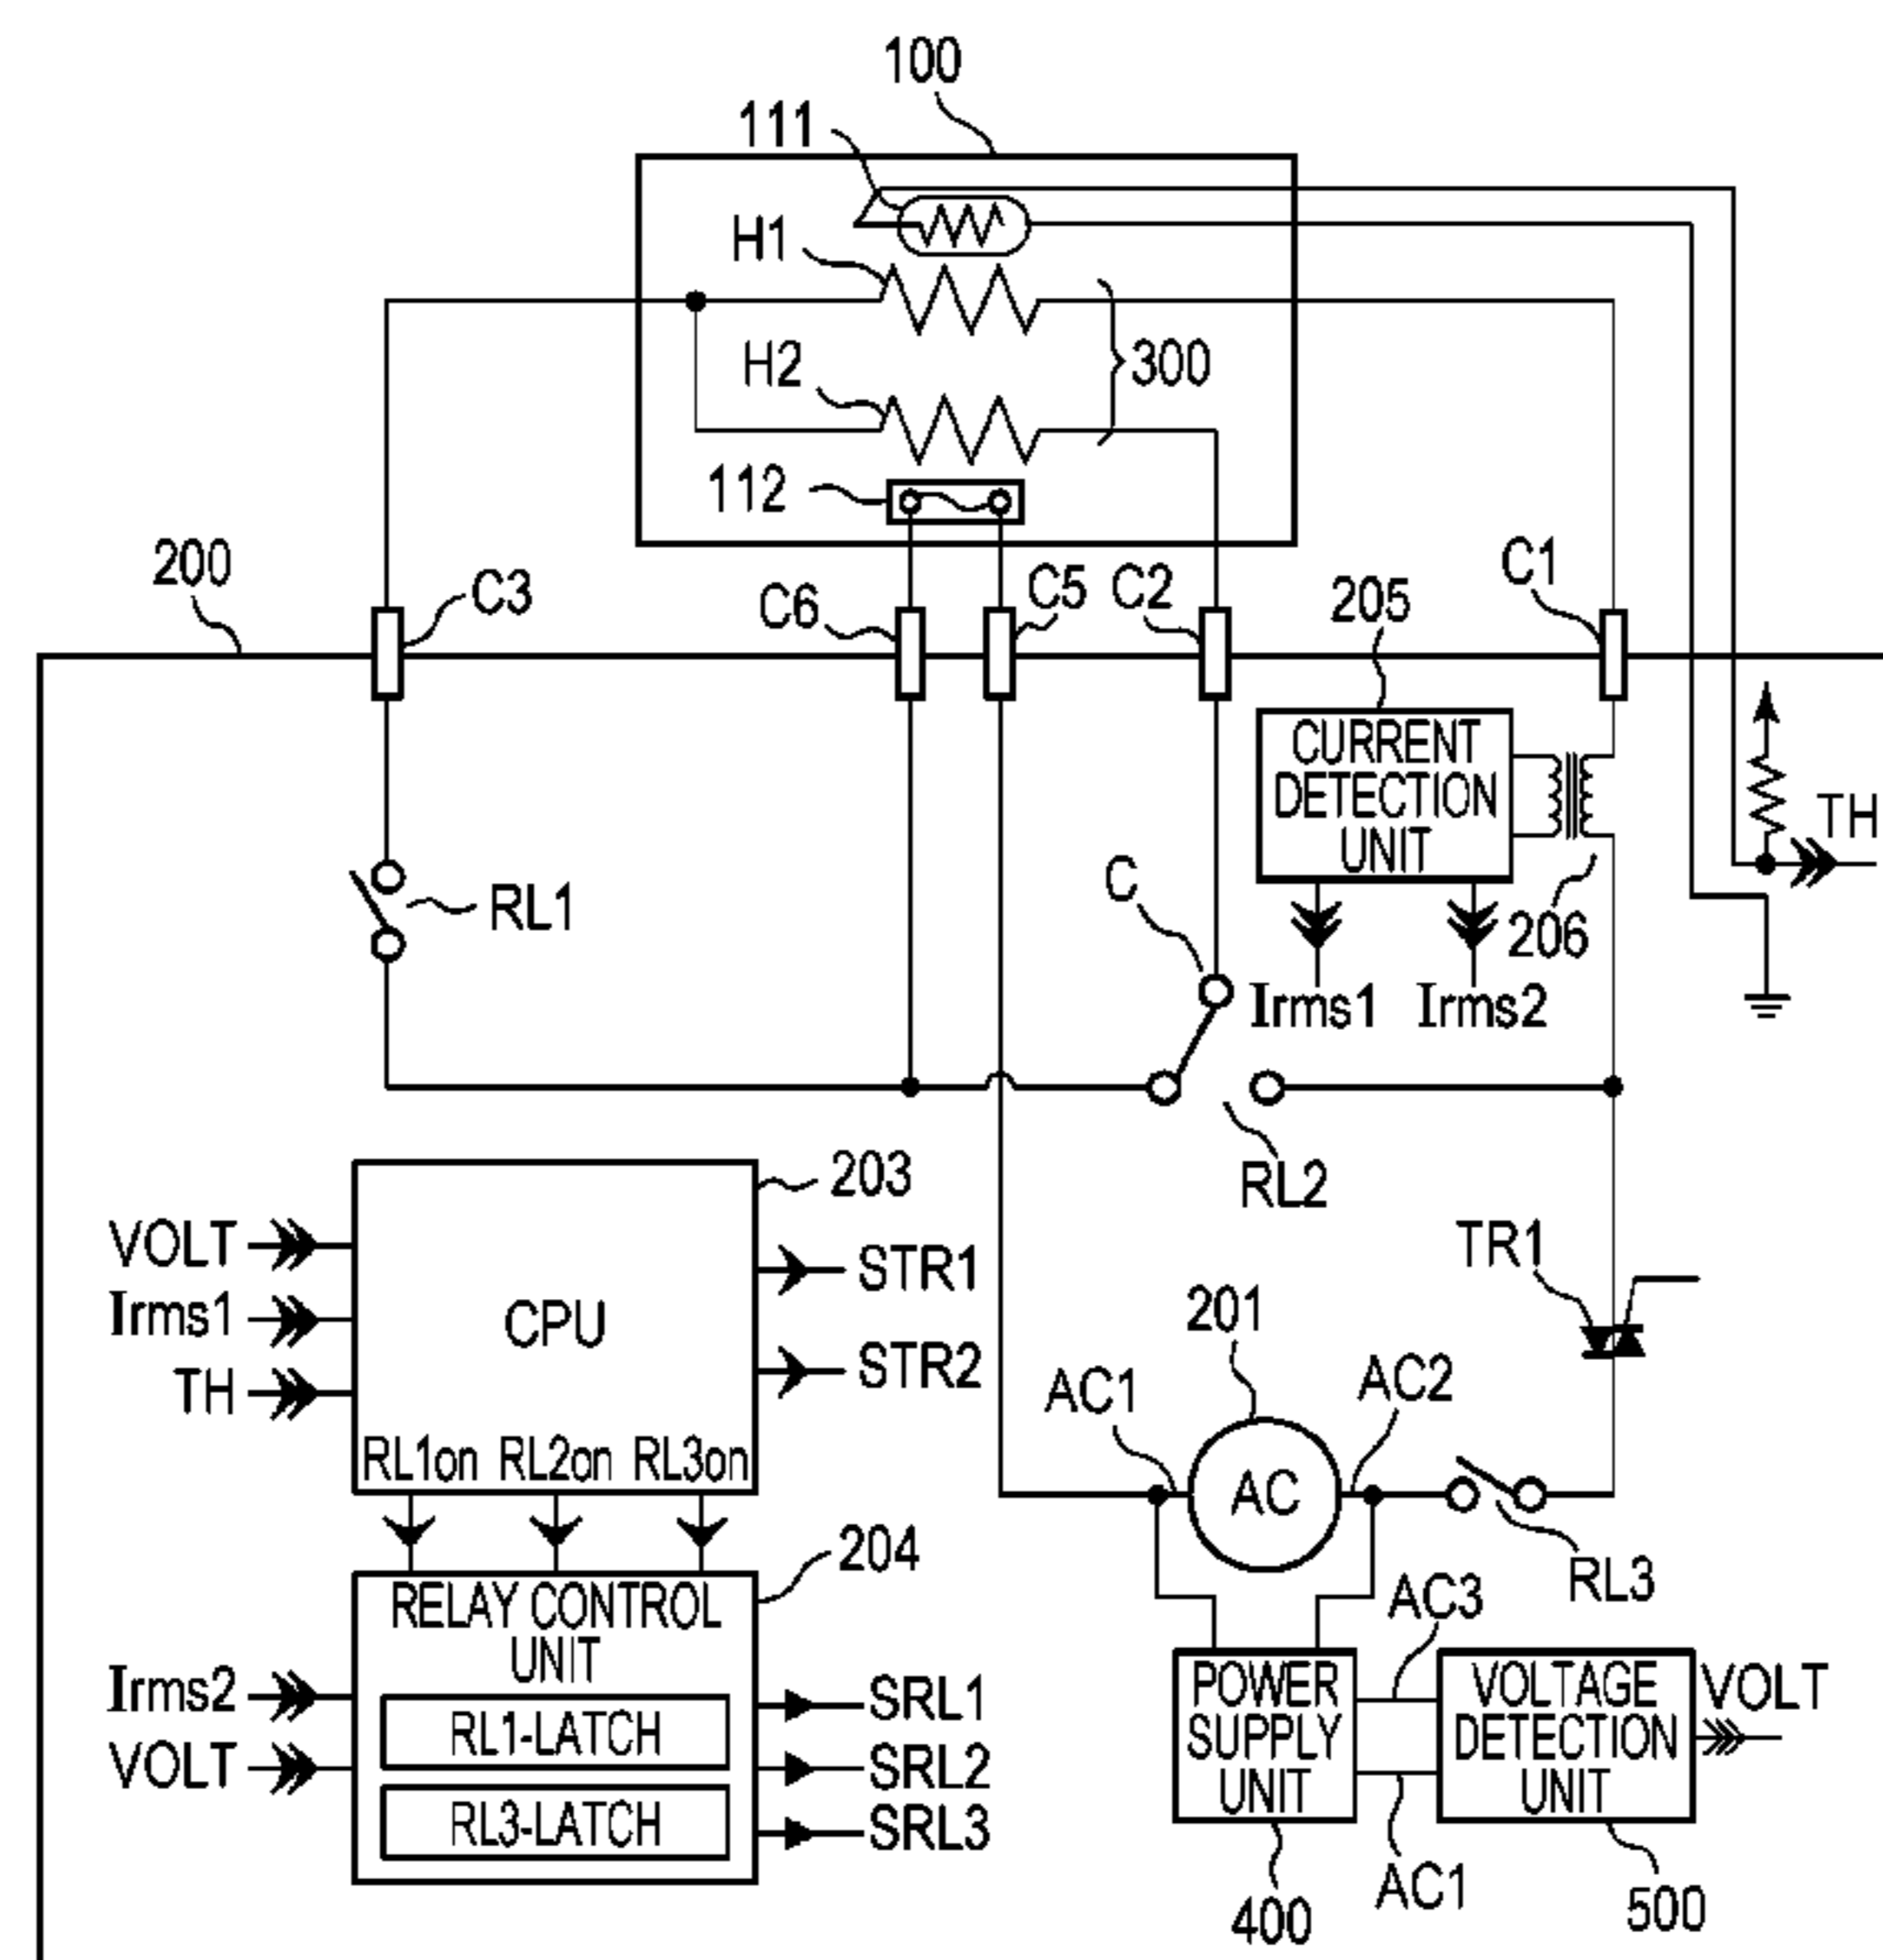 100
111
H1
H2
300
112
200
C3
C6
C5
C2
205
C1
CURRENT
DETECTION
UNIT
TH
RL1
C
206
Irms1
Irms2
RL2
203
VOLT
Irms1
TH
CPU
STR1
STR2
RL1on RL2on RL3on
TR1
201
AC1
AC2
AC
RL3
204
RELAY CONTROL
UNIT
Irms2
VOLT
RL1-LATCH
RL3-LATCH
SRL1
SRL2
SRL3
AC3
POWER
SUPPLY
UNIT
VOLTAGE
DETECTION
UNIT
VOLT
AC1
400
500